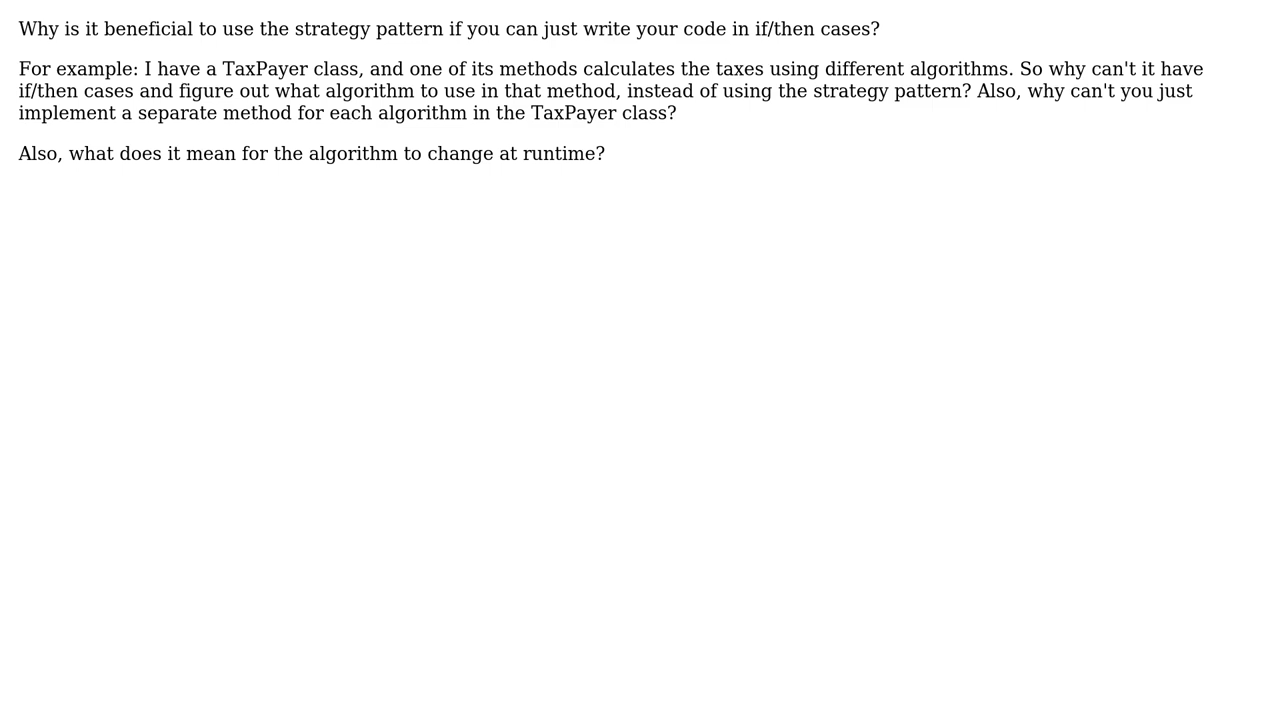 Why is it beneficial to use the strategy pattern if you can just write your code in if/then cases?
For example: I have a TaxPayer class, and one of its methods calculates the taxes using different algorithms. So why can't it have
if/then cases and figure out what algorithm to use in that method, instead of using the strategy pattern? Also, why can't you just
implement a separate method for each algorithm in the TaxPayer class?
Also, what does it mean for the algorithm to change at runtime?